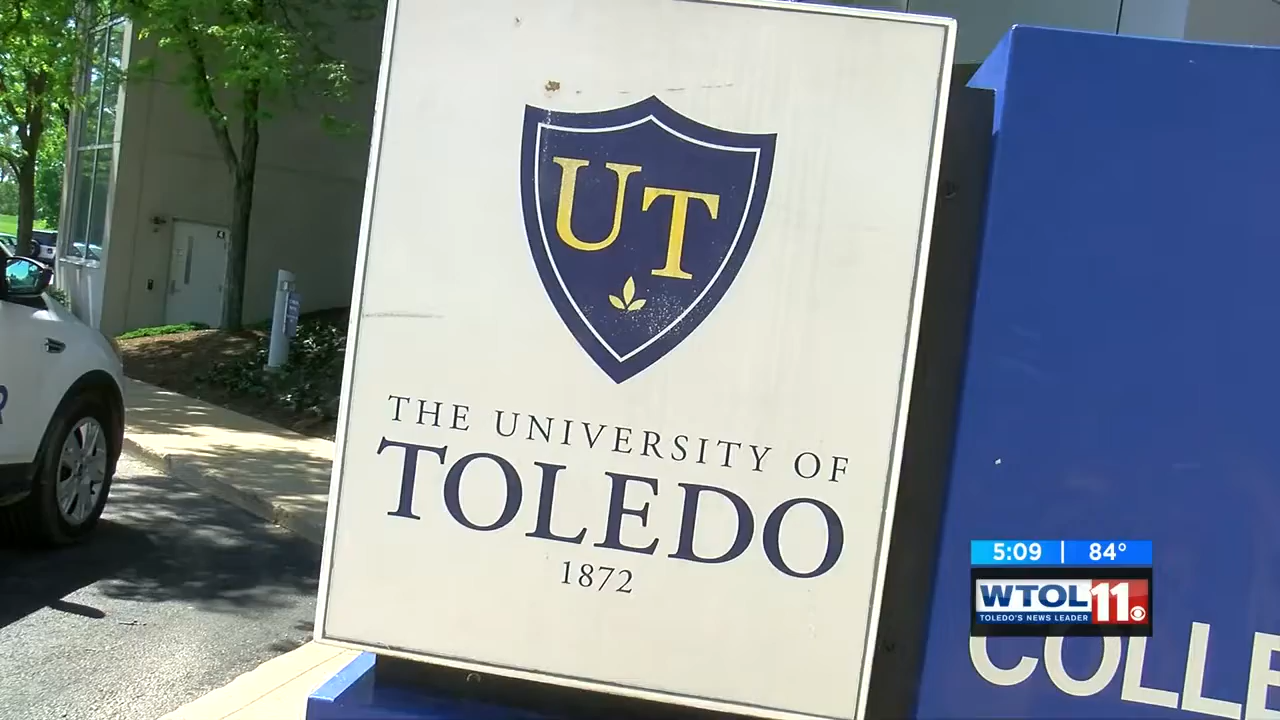 UT
THE UNIVERSITY OF
TOLEDO
1872
5:09 | 84°
WTOL 11
TOLEDO'S NEWS LEADER
COLLE
R